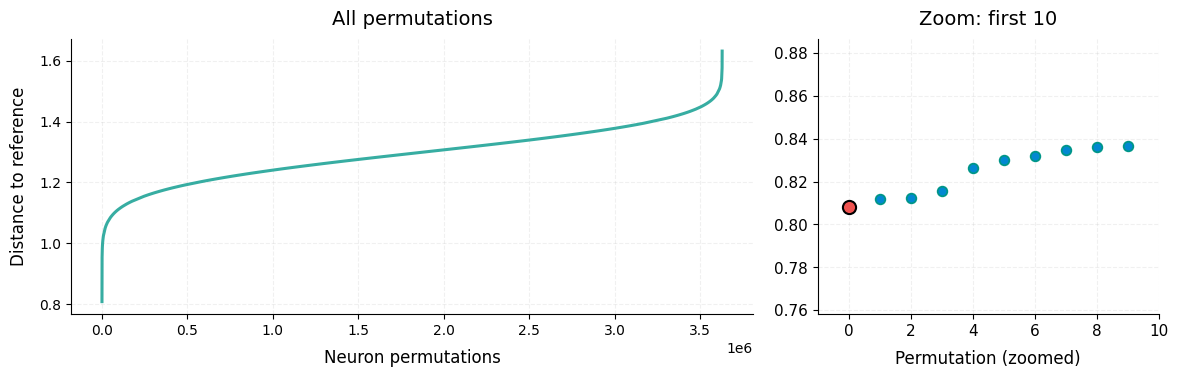 All permutations
Distance to reference
1.6
1.4
1.2
1.0
0.8
0.0 0.5 1.0 1.5 2.0 2.5 3.0 3.5
1e6
Neuron permutations
Zoom: first 10
0.88
0.86
0.84
0.82
0.80
0.78
0.76
0 2 4 6 8 10
Permutation (zoomed)